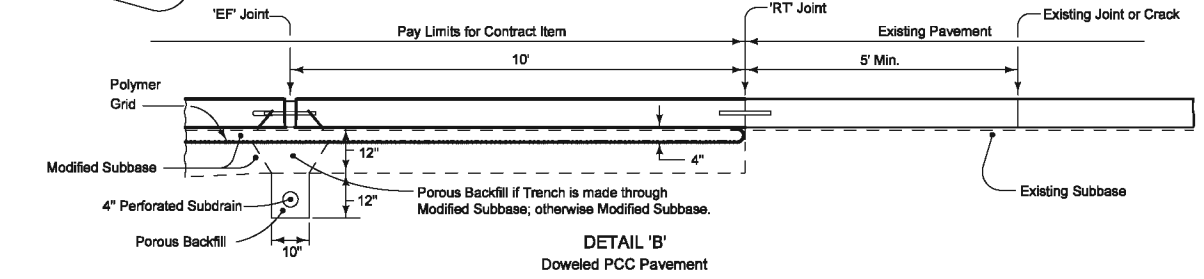 'EF' Joint
'RT' Joint
Existing Joint or Crack
Pay Limits for Contract Item
Existing Pavement
10'
5' Min.
Polymer
Grid
12"
4"
Modified Subbase
Porous Backfill if Trench is made through
Modified Subbase; otherwise Modified Subbase.
Existing Subbase
4" Perforated Subdrain
12"
Porous Backfill
10"
DETAIL 'B'
Doweled PCC Pavement